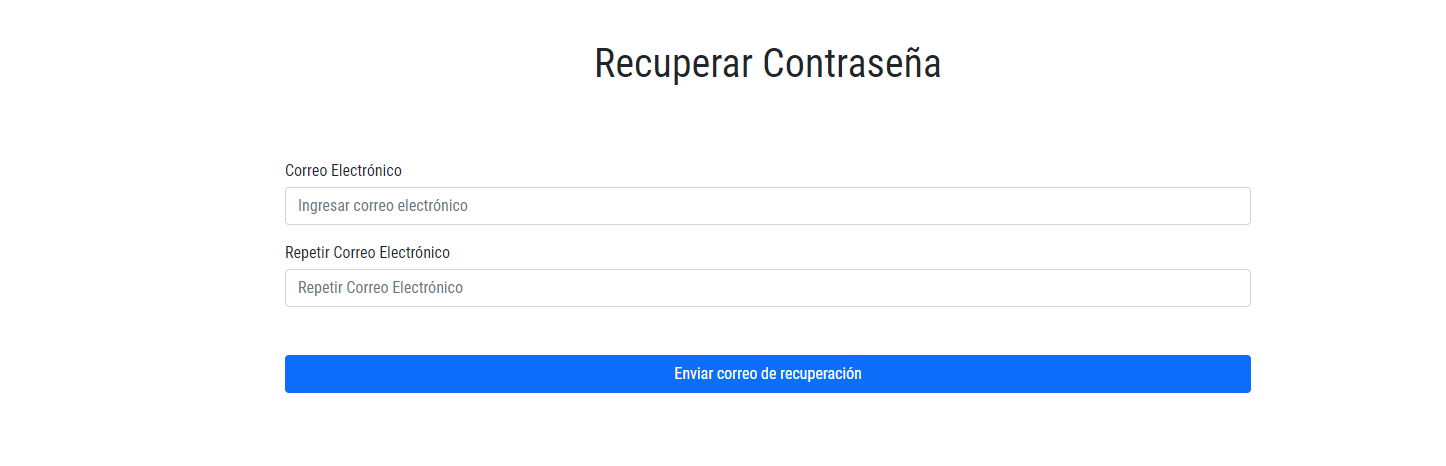 Recuperar Contraseña
Correo Electrónico
Ingresar correo electrónico
Repetir Correo Electrónico
Repetir Correo Electrónico
Enviar correo de recuperación